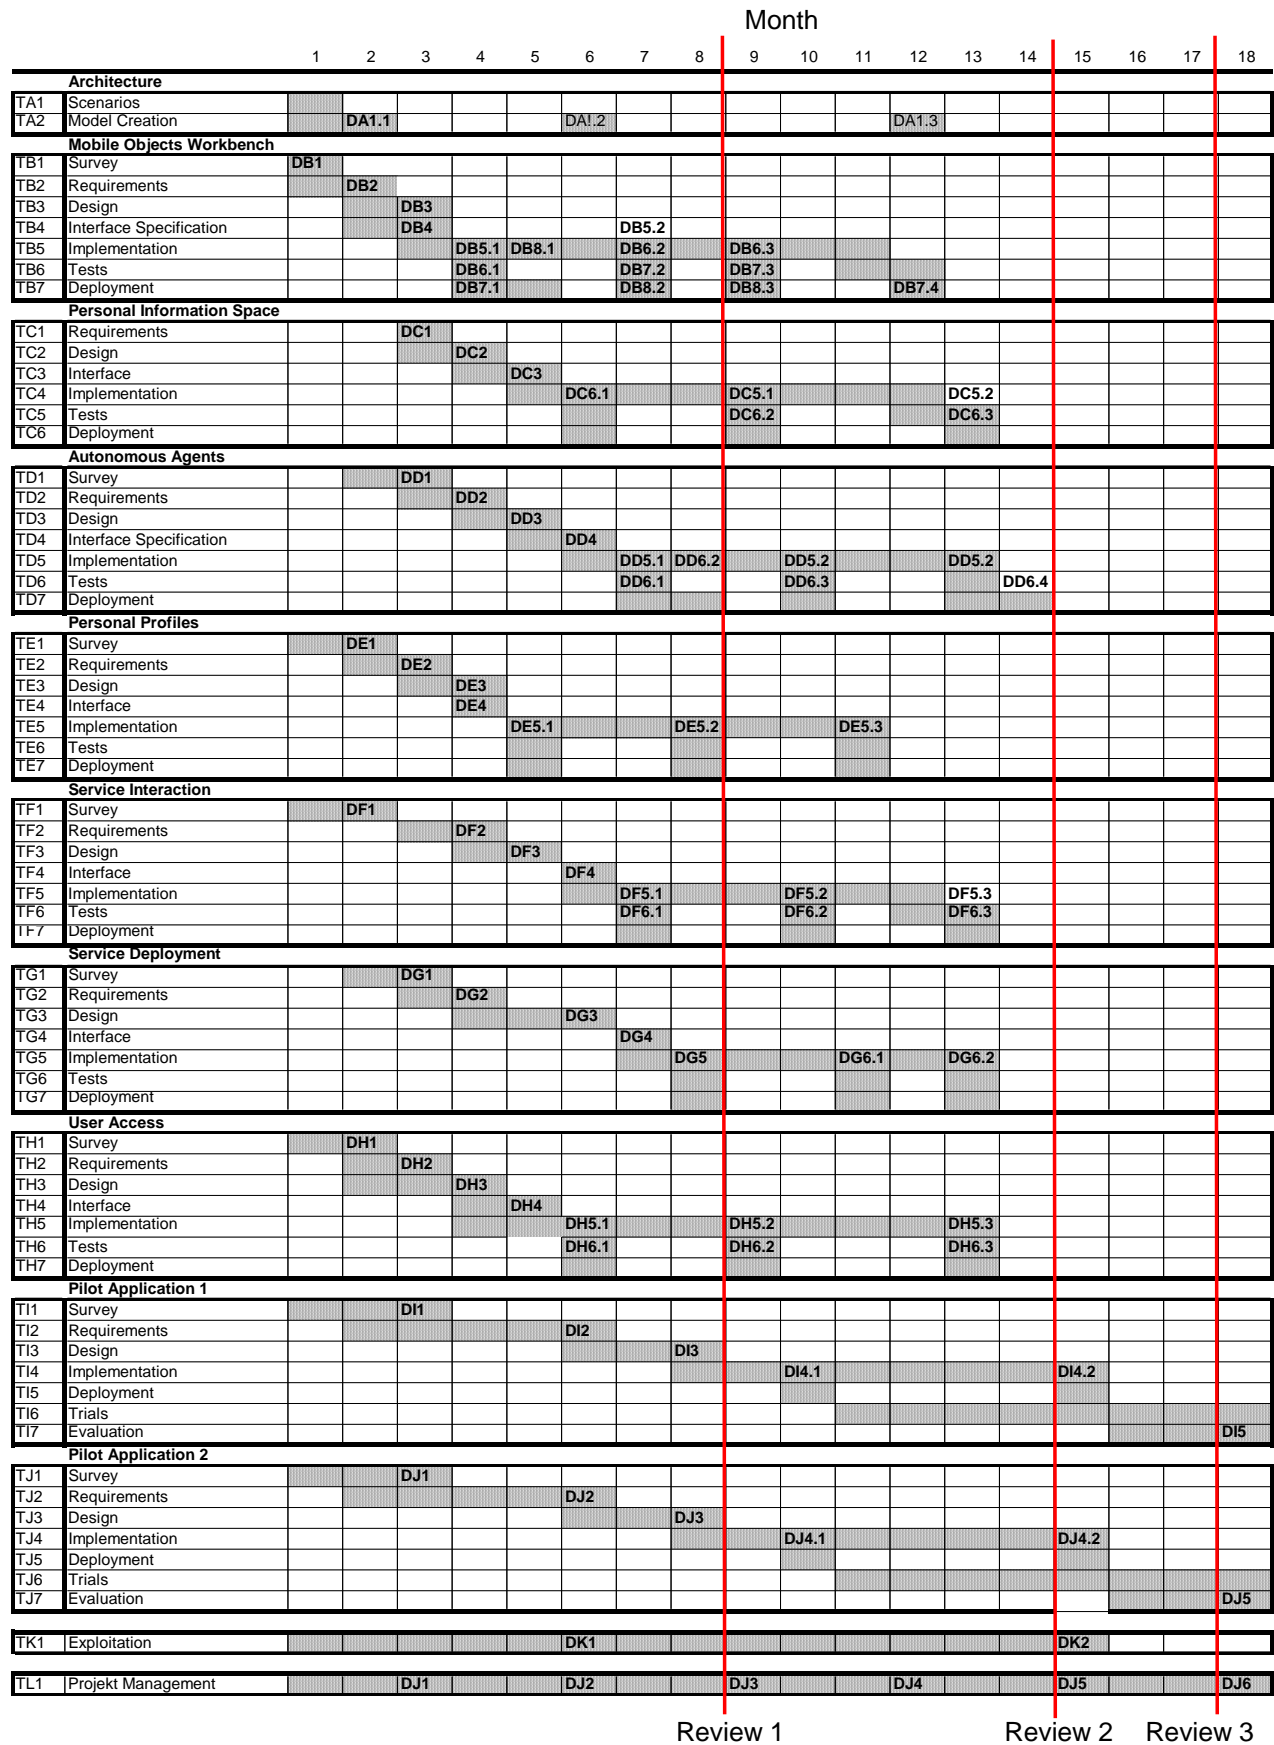 Month
1 2 3 4 5 6 7 8 9 10 11 12 13 14 15 16 17 18
Architecture
TA1 Scenarios
TA2 Model Creation DA1.1 DA!.2 DA1.3
Mobile Objects Workbench
TB1 Survey DB1
TB2 Requirements DB2
TB3 Design DB3
TB4 Interface Specification DB4 DB5.2
TB5 Implementation DB5.1 DB8.1 DB6.2 DB6.3
TB6 Tests DB6.1 DB7.2 DB7.3
TB7 Deployment DB7.1 DB8.2 DB8.3 DB7.4
Personal Information Space
TC1 Requirements DC1
TC2 Design DC2
TC3 Interface DC3
TC4 Implementation DC6.1 DC5.1 DC5.2
TC5 Tests DC6.2 DC6.3
TC6 Deployment
Autonomous Agents
TD1 Survey DD1
TD2 Requirements DD2
TD3 Design DD3
TD4 Interface Specification DD4
TD5 Implementation DD5.1 DD6.2 DD5.2 DD5.2
TD6 Tests DD6.1 DD6.3 DD6.4
TD7 Deployment
Personal Profiles
TE1 Survey DE1
TE2 Requirements DE2
TE3 Design DE3
TE4 Interface DE4
TE5 Implementation DE5.1 DE5.2 DE5.3
TE6 Tests
TE7 Deployment
Service Interaction
TF1 Survey DF1
TF2 Requirements DF2
TF3 Design DF3
TF4 Interface DF4
TF5 Implementation DF5.1 DF5.2 DF5.3
TF6 Tests DF6.1 DF6.2 DF6.3
TF7 Deployment
Service Deployment
TG1 Survey DG1
TG2 Requirements DG2
TG3 Design DG3
TG4 Interface DG4
TG5 Implementation DG5 DG6.1 DG6.2
TG6 Tests
TG7 Deployment
User Access
TH1 Survey DH1
TH2 Requirements DH2
TH3 Design DH3
TH4 Interface DH4
TH5 Implementation DH5.1 DH5.2 DH5.3
TH6 Tests DH6.1 DH6.2 DH6.3
TH7 Deployment
Pilot Application 1
TI1 Survey DI1
TI2 Requirements DI2
TI3 Design DI3
TI4 Implementation DI4.1 DI4.2
TI5 Deployment
TI6 Trials
TI7 Evaluation DI5
Pilot Application 2
TJ1 Survey DJ1
TJ2 Requirements DJ2
TJ3 Design DJ3
TJ4 Implementation DJ4.1 DJ4.2
TJ5 Deployment
TJ6 Trials
TJ7 Evaluation DJ5
TK1 Exploitation DK1 DK2
TL1 Projekt Management DJ1 DJ2 DJ3 DJ4 DJ5 DJ6
Review 1 Review 2 Review 3